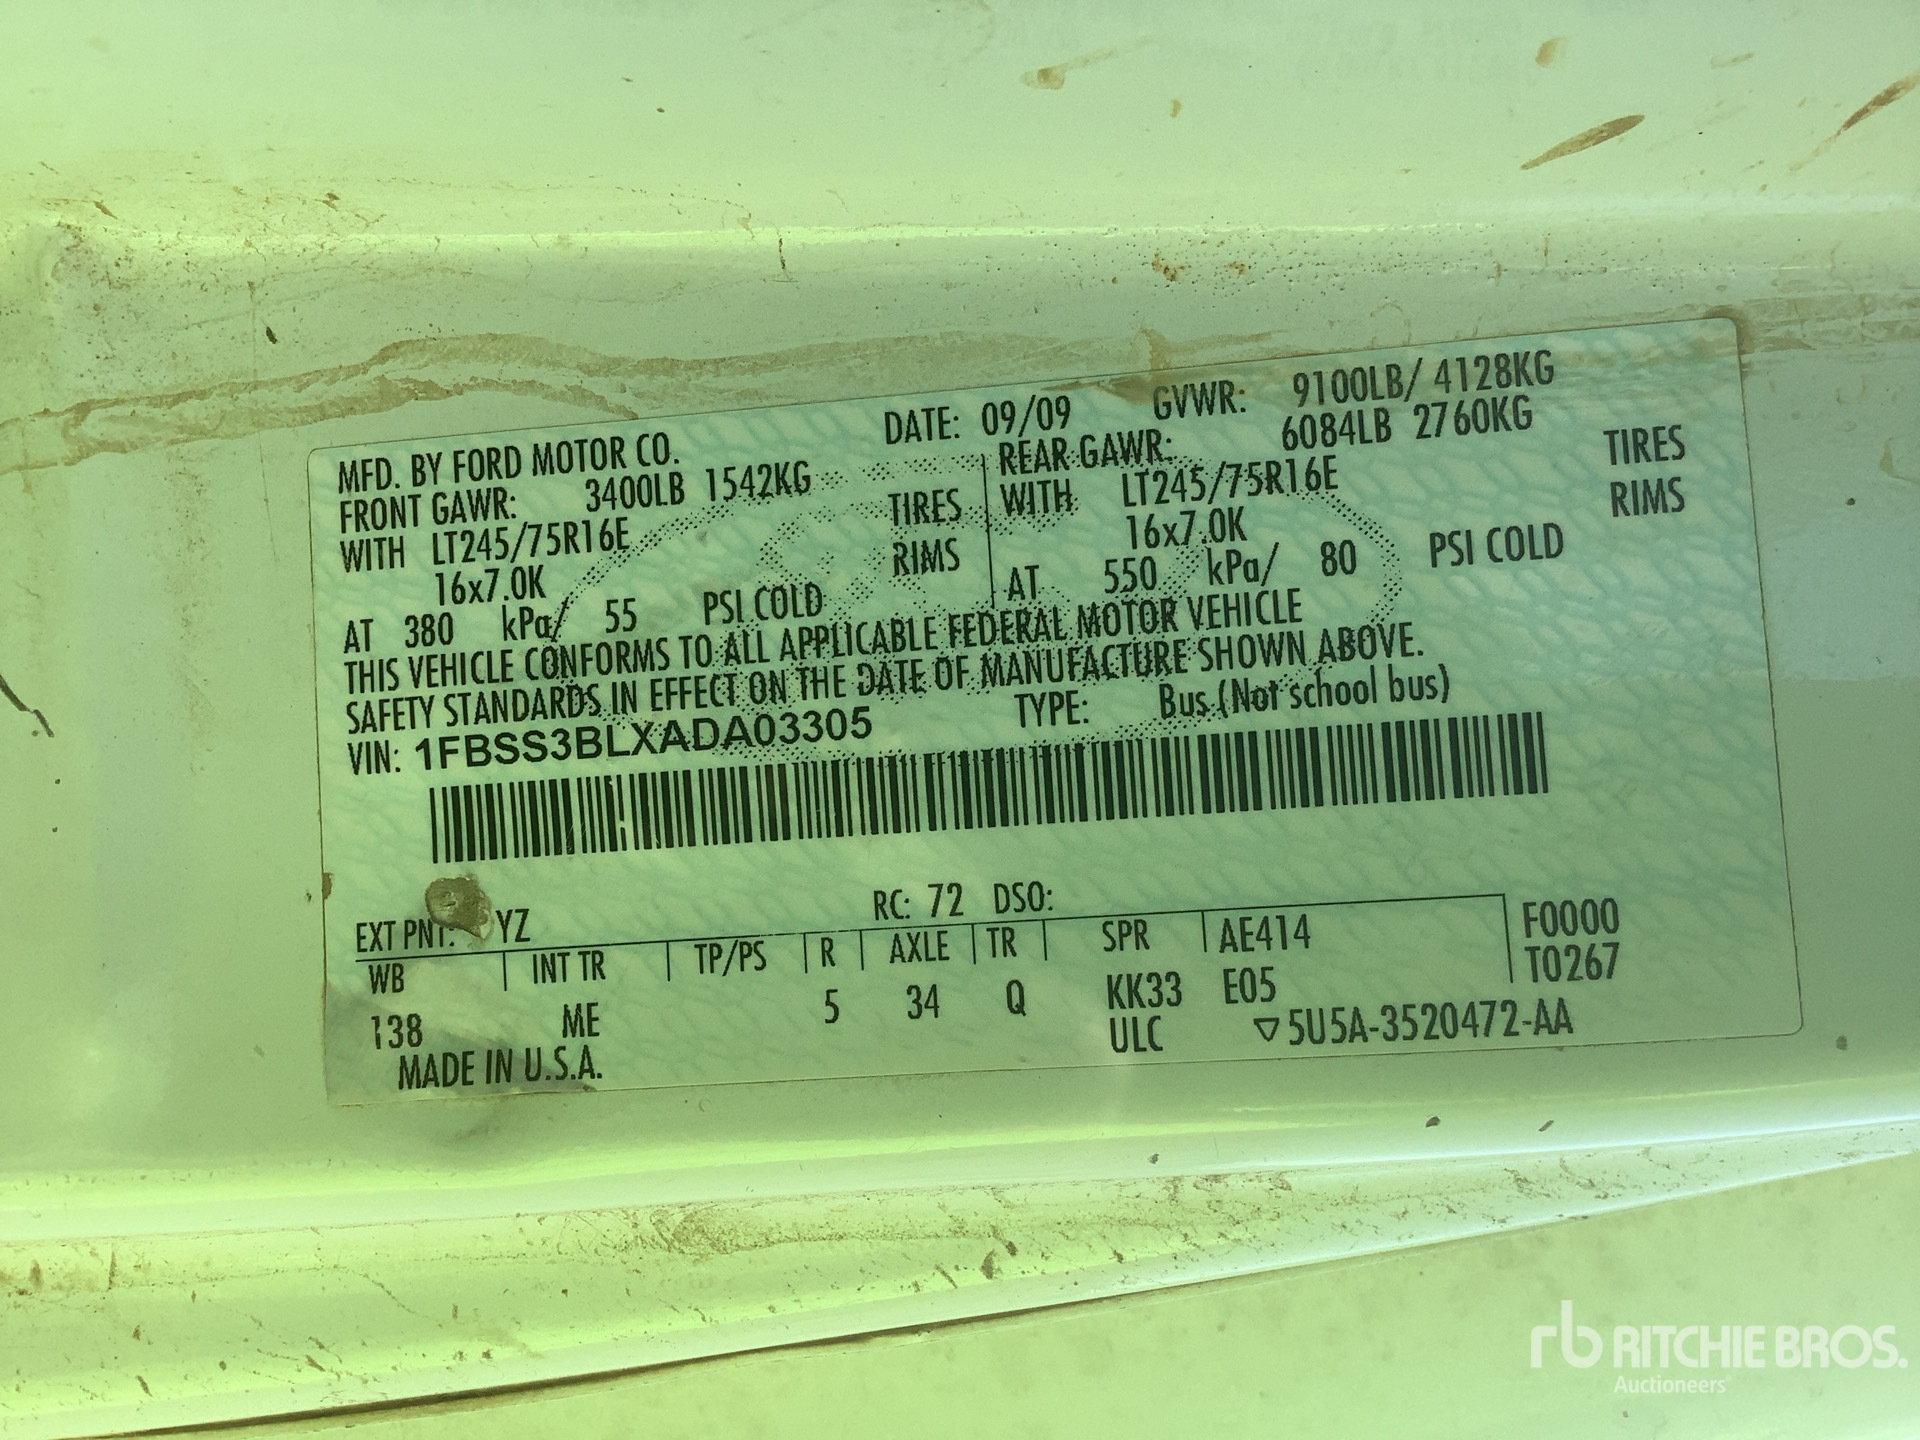 MFD. BY FORD MOTOR CO. DATE: 09/09 GVWR: 9100LB/ 4128KG
FRONT GAWR: 3400LB 1542KG REAR GAWR: 6084LB 2760KG
WITH LT245/75R16E TIRES WITH LT245/75R16E TIRES
16x7.0K RIMS 16x7.0K RIMS
AT 380 kPa/ 55 PSI COLD AT 550 kPa/ 80 PSI COLD
THIS VEHICLE CONFORMS TO ALL APPLICABLE FEDERAL MOTOR VEHICLE
SAFETY STANDARDS IN EFFECT ON THE DATE OF MANUFACTURE SHOWN ABOVE.
VIN: 1FBSS3BLXADA03305 TYPE: Bus (Not school bus)
EXT PNT: YZ RC: 72 DSO:
WB INT TR TP/PS R AXLE TR SPR AE414 F0000
138 ME 5 34 Q KK33 E05 T0267
MADE IN U.S.A. ULC ▽5U5A-3520472-AA
rb RITCHIE BROS.
Auctioneers